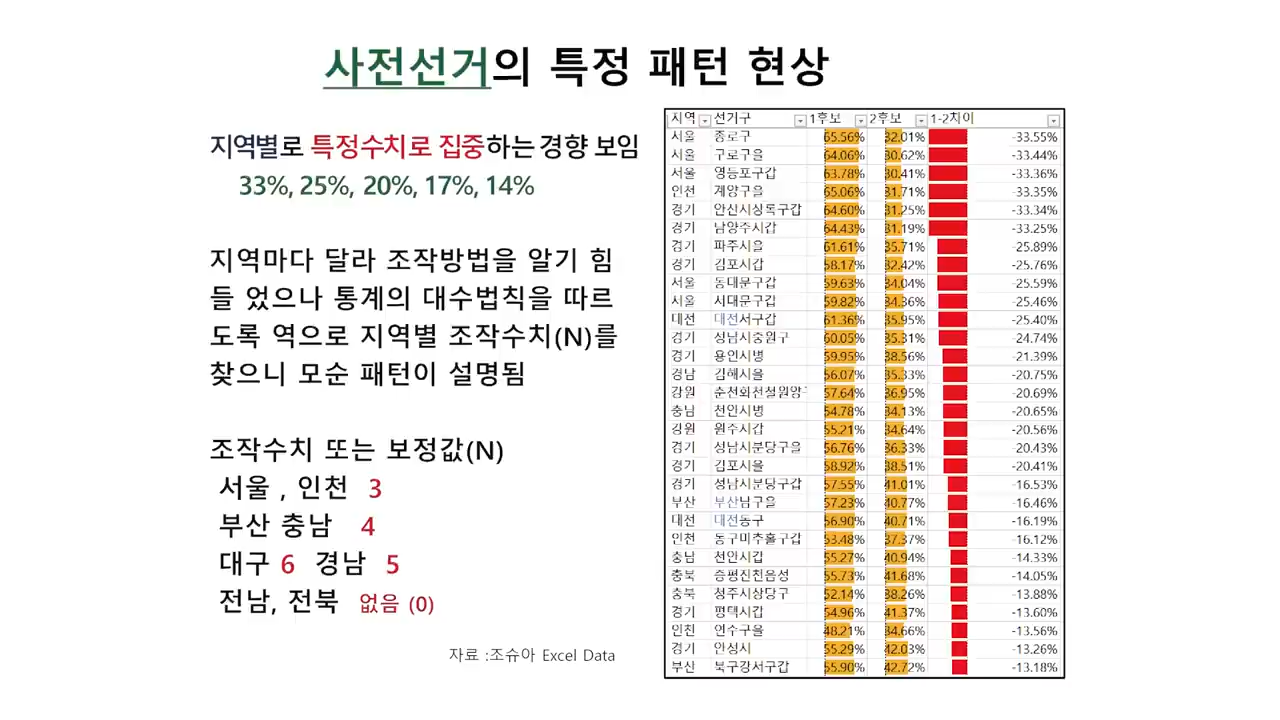 사전선거의 특정 패턴 현상
지역별로 특정수치로 집중하는 경향 보임
33%, 25%, 20%, 17%, 14%
지역마다 달라 조작방법을 알기 힘
들 었으나 통계의 대수법칙을 따르
도록 역으로 지역별 조작수치(N)를
찾으니 모순 패턴이 설명됨
조작수치 또는 보정값(N)
서울 , 인천 3
부산 충남 4
대구 6 경남 5
전남, 전북 없음 (0)
자료 :조슈아 Excel Data
지역 선거구 1후보 2후보 1-2차이
서울 종로구 65.56% 32.01% -33.55%
서울 구로구을 64.06% 30.62% -33.44%
서울 영등포구갑 63.78% 30.41% -33.36%
인천 계양구을 65.06% 31.71% -33.35%
경기 안산시상록구갑 64.60% 31.25% -33.34%
경기 남양주시갑 64.43% 31.19% -33.25%
경기 파주시을 61.61% 35.71% -25.89%
경기 김포시갑 58.17% 32.42% -25.76%
서울 동대문구갑 59.63% 34.04% -25.59%
서울 서대문구갑 59.82% 34.36% -25.46%
대전 대전서구갑 61.36% 35.95% -25.40%
경기 성남시중원구 60.05% 35.31% -24.74%
경기 용인시병 59.95% 38.56% -21.39%
경남 김해시을 56.07% 35.33% -20.75%
강원 춘천화천철원양구 57.64% 36.95% -20.69%
충남 천안시병 54.78% 34.13% -20.65%
강원 원주시갑 55.21% 34.64% -20.56%
경기 성남시분당구을 56.76% 36.33% -20.43%
경기 김포시을 58.92% 38.51% -20.41%
경기 성남시분당구갑 57.55% 41.01% -16.53%
부산 부산남구을 57.23% 40.77% -16.46%
대전 대전동구 56.90% 40.71% -16.19%
인천 동구미추홀구갑 53.48% 37.37% -16.12%
충남 천안시갑 55.27% 40.94% -14.33%
충북 증평진천음성 55.73% 41.68% -14.05%
충북 청주시상당구 52.14% 38.26% -13.88%
경기 평택시갑 54.96% 41.37% -13.60%
인천 연수구을 48.21% 34.66% -13.56%
경기 안성시 55.29% 42.03% -13.26%
부산 북구강서구갑 55.90% 42.72% -13.18%